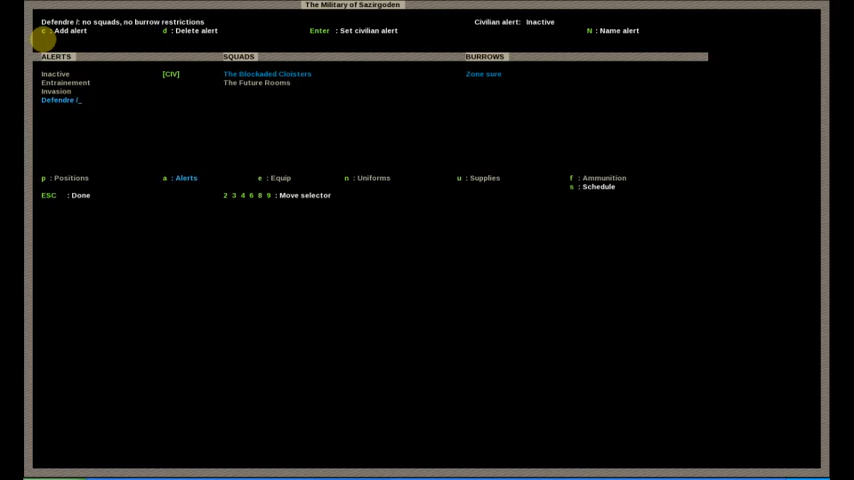 The Military of Sazirgoden
Defendre /: no squads, no burrow restrictions Civilian alert: Inactive
c : Add alert d : Delete alert Enter : Set civilian alert N : Name alert
ALERTS SQUADS BURROWS
Inactive [CIV] The Blockaded Cloisters Zone sure
Entrainement The Future Rooms
Invasion
Defendre /_
p : Positions a : Alerts e : Equip n : Uniforms u : Supplies f : Ammunition
s : Schedule
ESC : Done 2 3 4 6 8 9 : Move selector